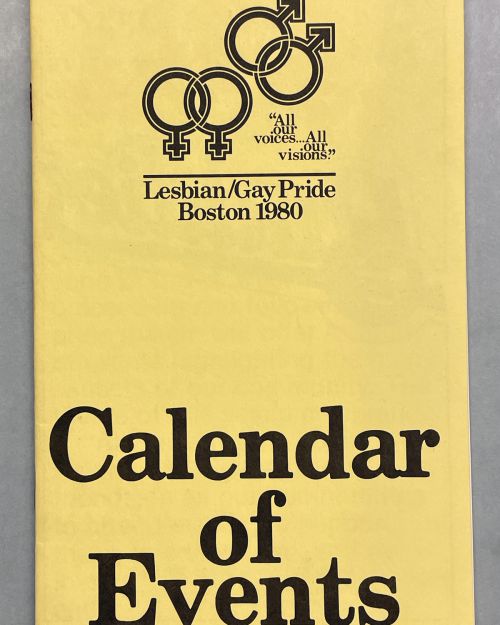 “All
our
voices...All
our
visions.”
Lesbian/Gay Pride
Boston 1980
Calendar
of
Events